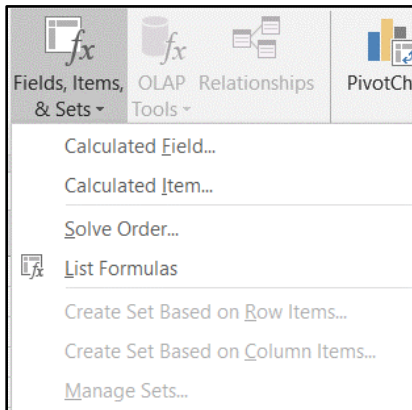 Fields, Items, OLAP Relationships PivotCh
& Sets Tools
Calculated Field...
Calculated Item...
Solve Order...
List Formulas
Create Set Based on Row Items...
Create Set Based on Column Items...
Manage Sets...